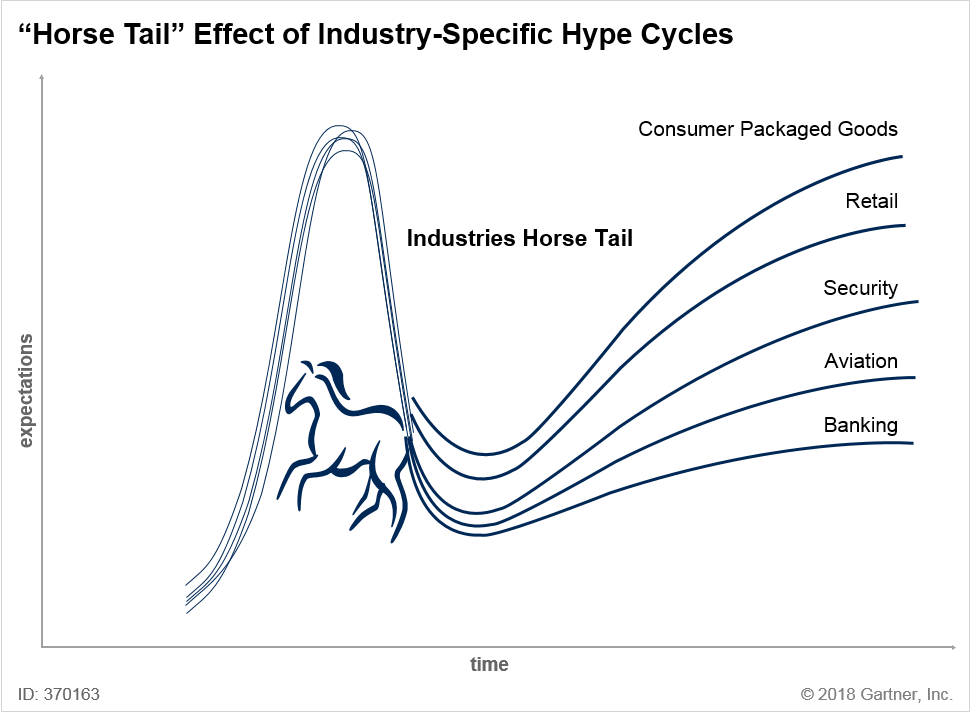 “Horse Tail” Effect of Industry-Specific Hype Cycles
Consumer Packaged Goods
Retail
Industries Horse Tail
Security
Aviation
Banking
expectations
time
ID: 370163
© 2018 Gartner, Inc.